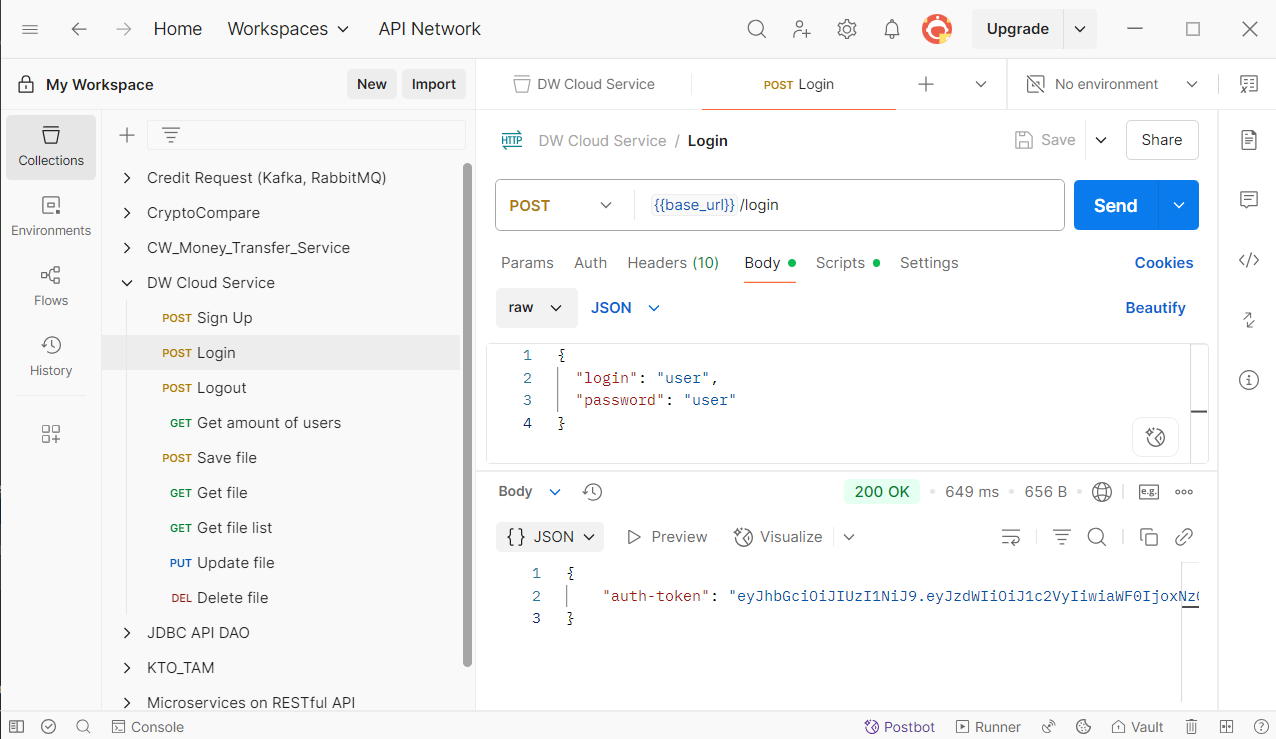 Home Workspaces API Network Upgrade
My Workspace New Import
DW Cloud Service POST Login No environment
Collections
Environments
Flows
History
Credit Request (Kafka, RabbitMQ)
CryptoCompare
CW_Money_Transfer_Service
DW Cloud Service
POST Sign Up
POST Login
POST Logout
GET Get amount of users
POST Save file
GET Get file
GET Get file list
PUT Update file
DEL Delete file
JDBC API DAO
KTO_TAM
Microservices on RESTful API
HTTP DW Cloud Service / Login Save Share
POST {{base_url}} /login Send
Params Auth Headers (10) Body Scripts Settings Cookies
raw JSON Beautify
1 {
2 "login": "user",
3 "password": "user"
4 }
Body 200 OK 649 ms 656 B e.g.
{} JSON Preview Visualize
1 {
2 "auth-token": "eyJhbGciOiJIUzI1NiJ9.eyJzdWIiOiJ1c2VyIiwiaWF0IjoxNz
3 }
Console Postbot Runner Vault